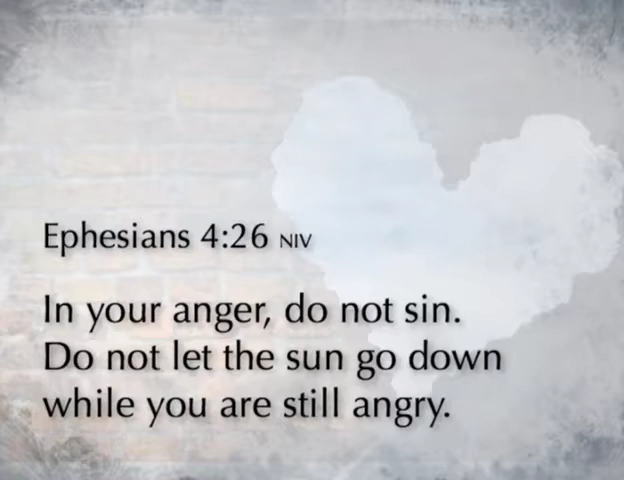 Ephesians 4:26 NIV
In your anger, do not sin.
Do not let the sun go down
while you are still angry.